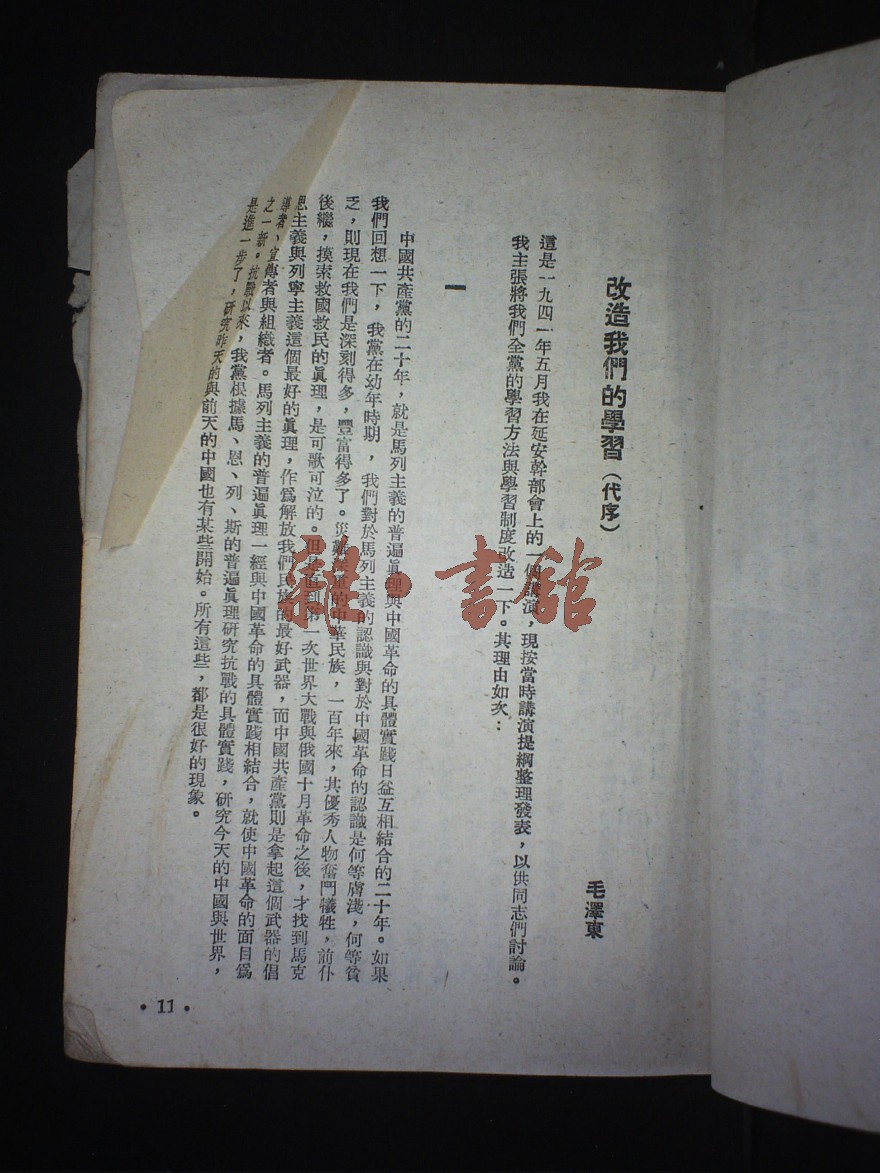 改造我們的學習（代序）
毛澤東
這是一九四一年五月我在延安幹部會上的一個講演，現按當時講演提綱整理發表，以供同志們討論。
我主張將我們全黨的學習方法與學習制度改造一下。其理由如次：
一
中國共產黨的二十年，就是馬列主義的普遍眞理與中國革命的具體實踐日益互相結合的二十年。如果
我們回想一下，我黨在幼年時期，我們對於馬列主義的認識與對於中國革命的認識是何等膚淺，何等貧
乏，則現在我們是深刻得多，豐富得多了。災難深重的中華民族，一百年來，其優秀人物奮鬥犧牲，前仆
後繼，摸索救國救民的眞理，是可歌可泣的。但是直到第一次世界大戰與俄國十月革命之後，才找到馬克
思主義與列寧主義這個最好的眞理，作爲解放我們民族的最好武器，而中國共產黨則是拿起這個武器的倡
導者、宣傳者與組織者。馬列主義的普遍眞理一經與中國革命的具體實踐相結合，就使中國革命的面目爲
之一新。抗戰以來，我黨根據馬、恩、列、斯的普遍眞理研究抗戰的具體實踐，研究今天的中國與世界，
是進一步了，研究昨天的與前天的中國也有某些開始。所有這些，都是很好的現象。
• 11 •
雜·書館